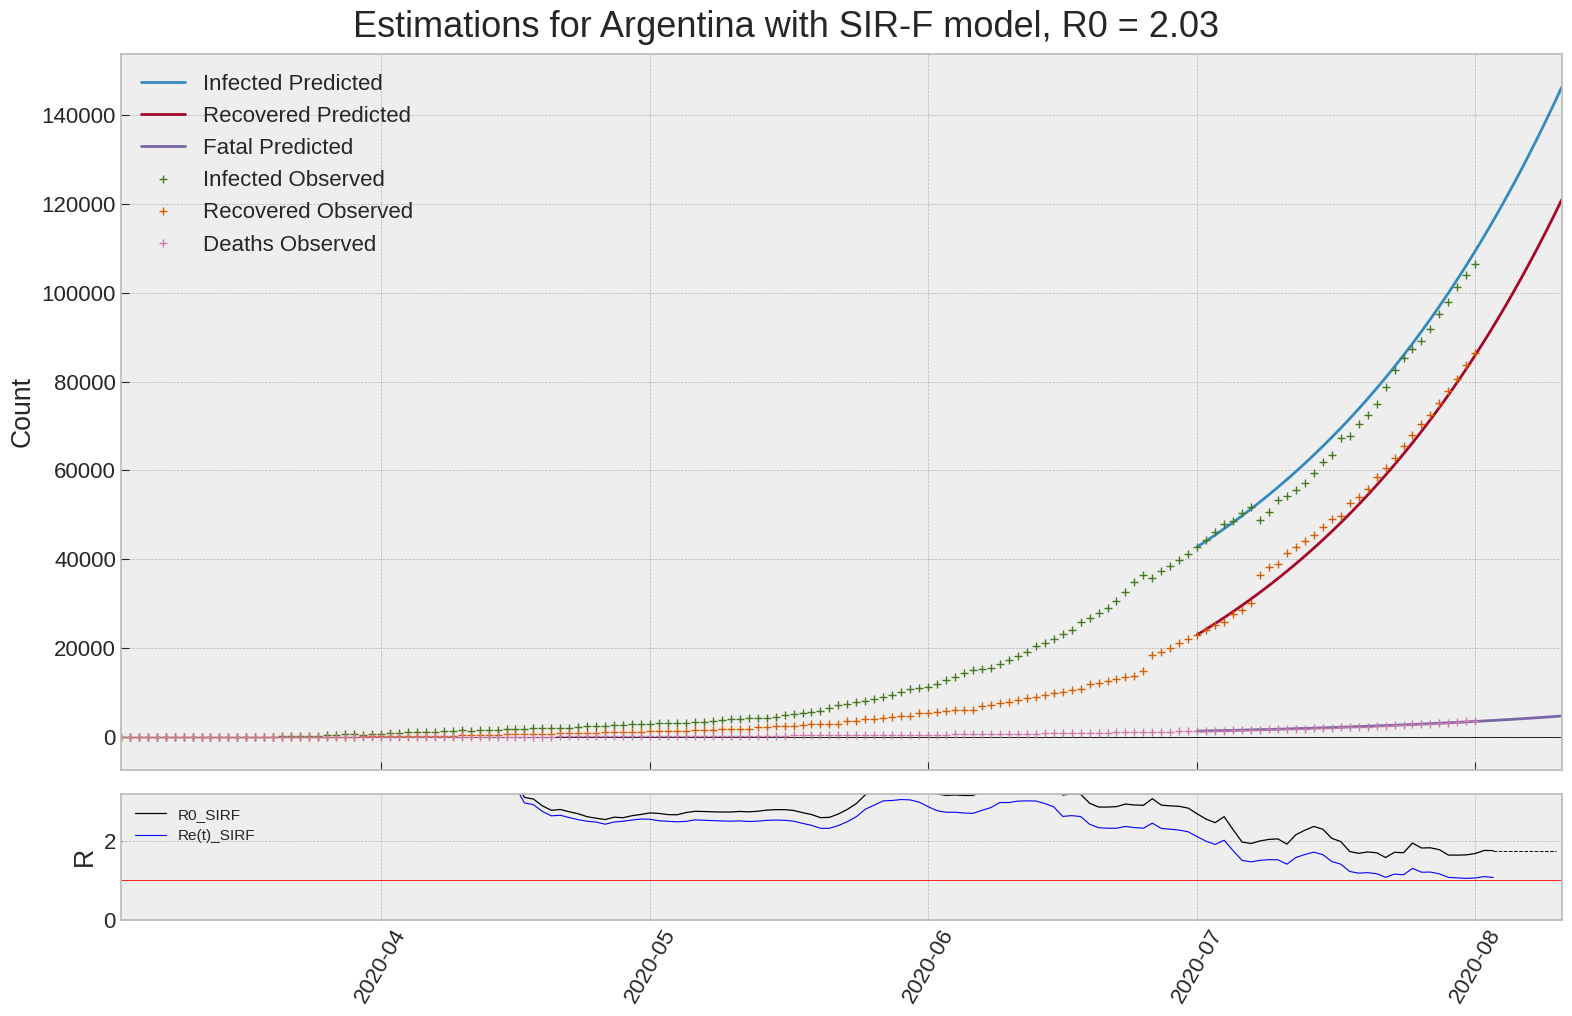 Estimations for Argentina with SIR-F model, R0 = 2.03
Infected Predicted
Recovered Predicted
Fatal Predicted
Infected Observed
Recovered Observed
Deaths Observed
140000
120000
100000
80000
60000
40000
20000
0
Count
R0_SIRF
Re(t)_SIRF
2
0
R
2020-04
2020-05
2020-06
2020-07
2020-08